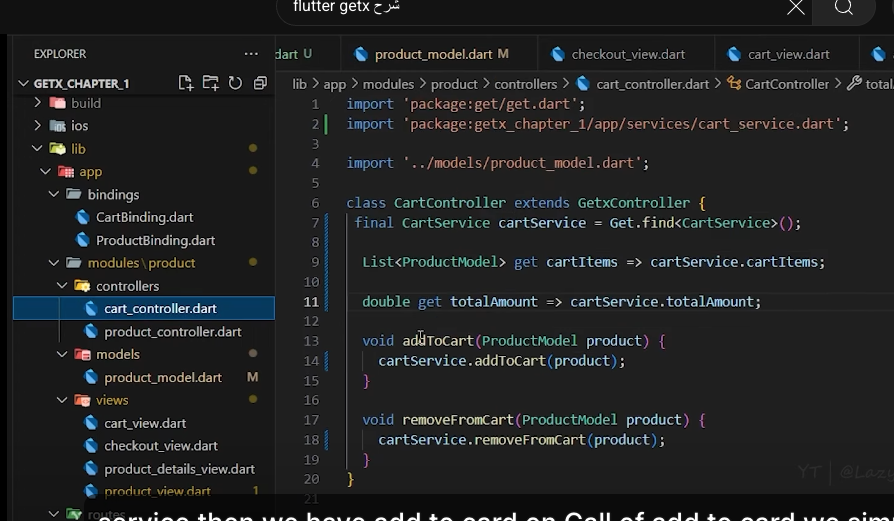 flutter getx شرح
EXPLORER
dart U
product_model.dart M
checkout_view.dart
cart_view.dart
GETX_CHAPTER_1
lib > app > modules > product > controllers > cart_controller.dart > CartController > total
build
ios
lib
app
bindings
CartBinding.dart
ProductBinding.dart
modules \ product
controllers
cart_controller.dart
product_controller.dart
models
product_model.dart M
views
cart_view.dart
checkout_view.dart
product_details_view.dart
product_view.dart 1
routes
1 import 'package:get/get.dart';
2 import 'package:getx_chapter_1/app/services/cart_service.dart';
3
4 import '../models/product_model.dart';
5
6 class CartController extends GetxController {
7 final CartService cartService = Get.find<CartService>();
8
9 List<ProductModel> get cartItems => cartService.cartItems;
10
11 double get totalAmount => cartService.totalAmount;
12
13 void addToCart(ProductModel product) {
14 cartService.addToCart(product);
15 }
16
17 void removeFromCart(ProductModel product) {
18 cartService.removeFromCart(product);
19 }
20 }
21
YT | @Lazy
service then we have add to card on Call of add to card we sim